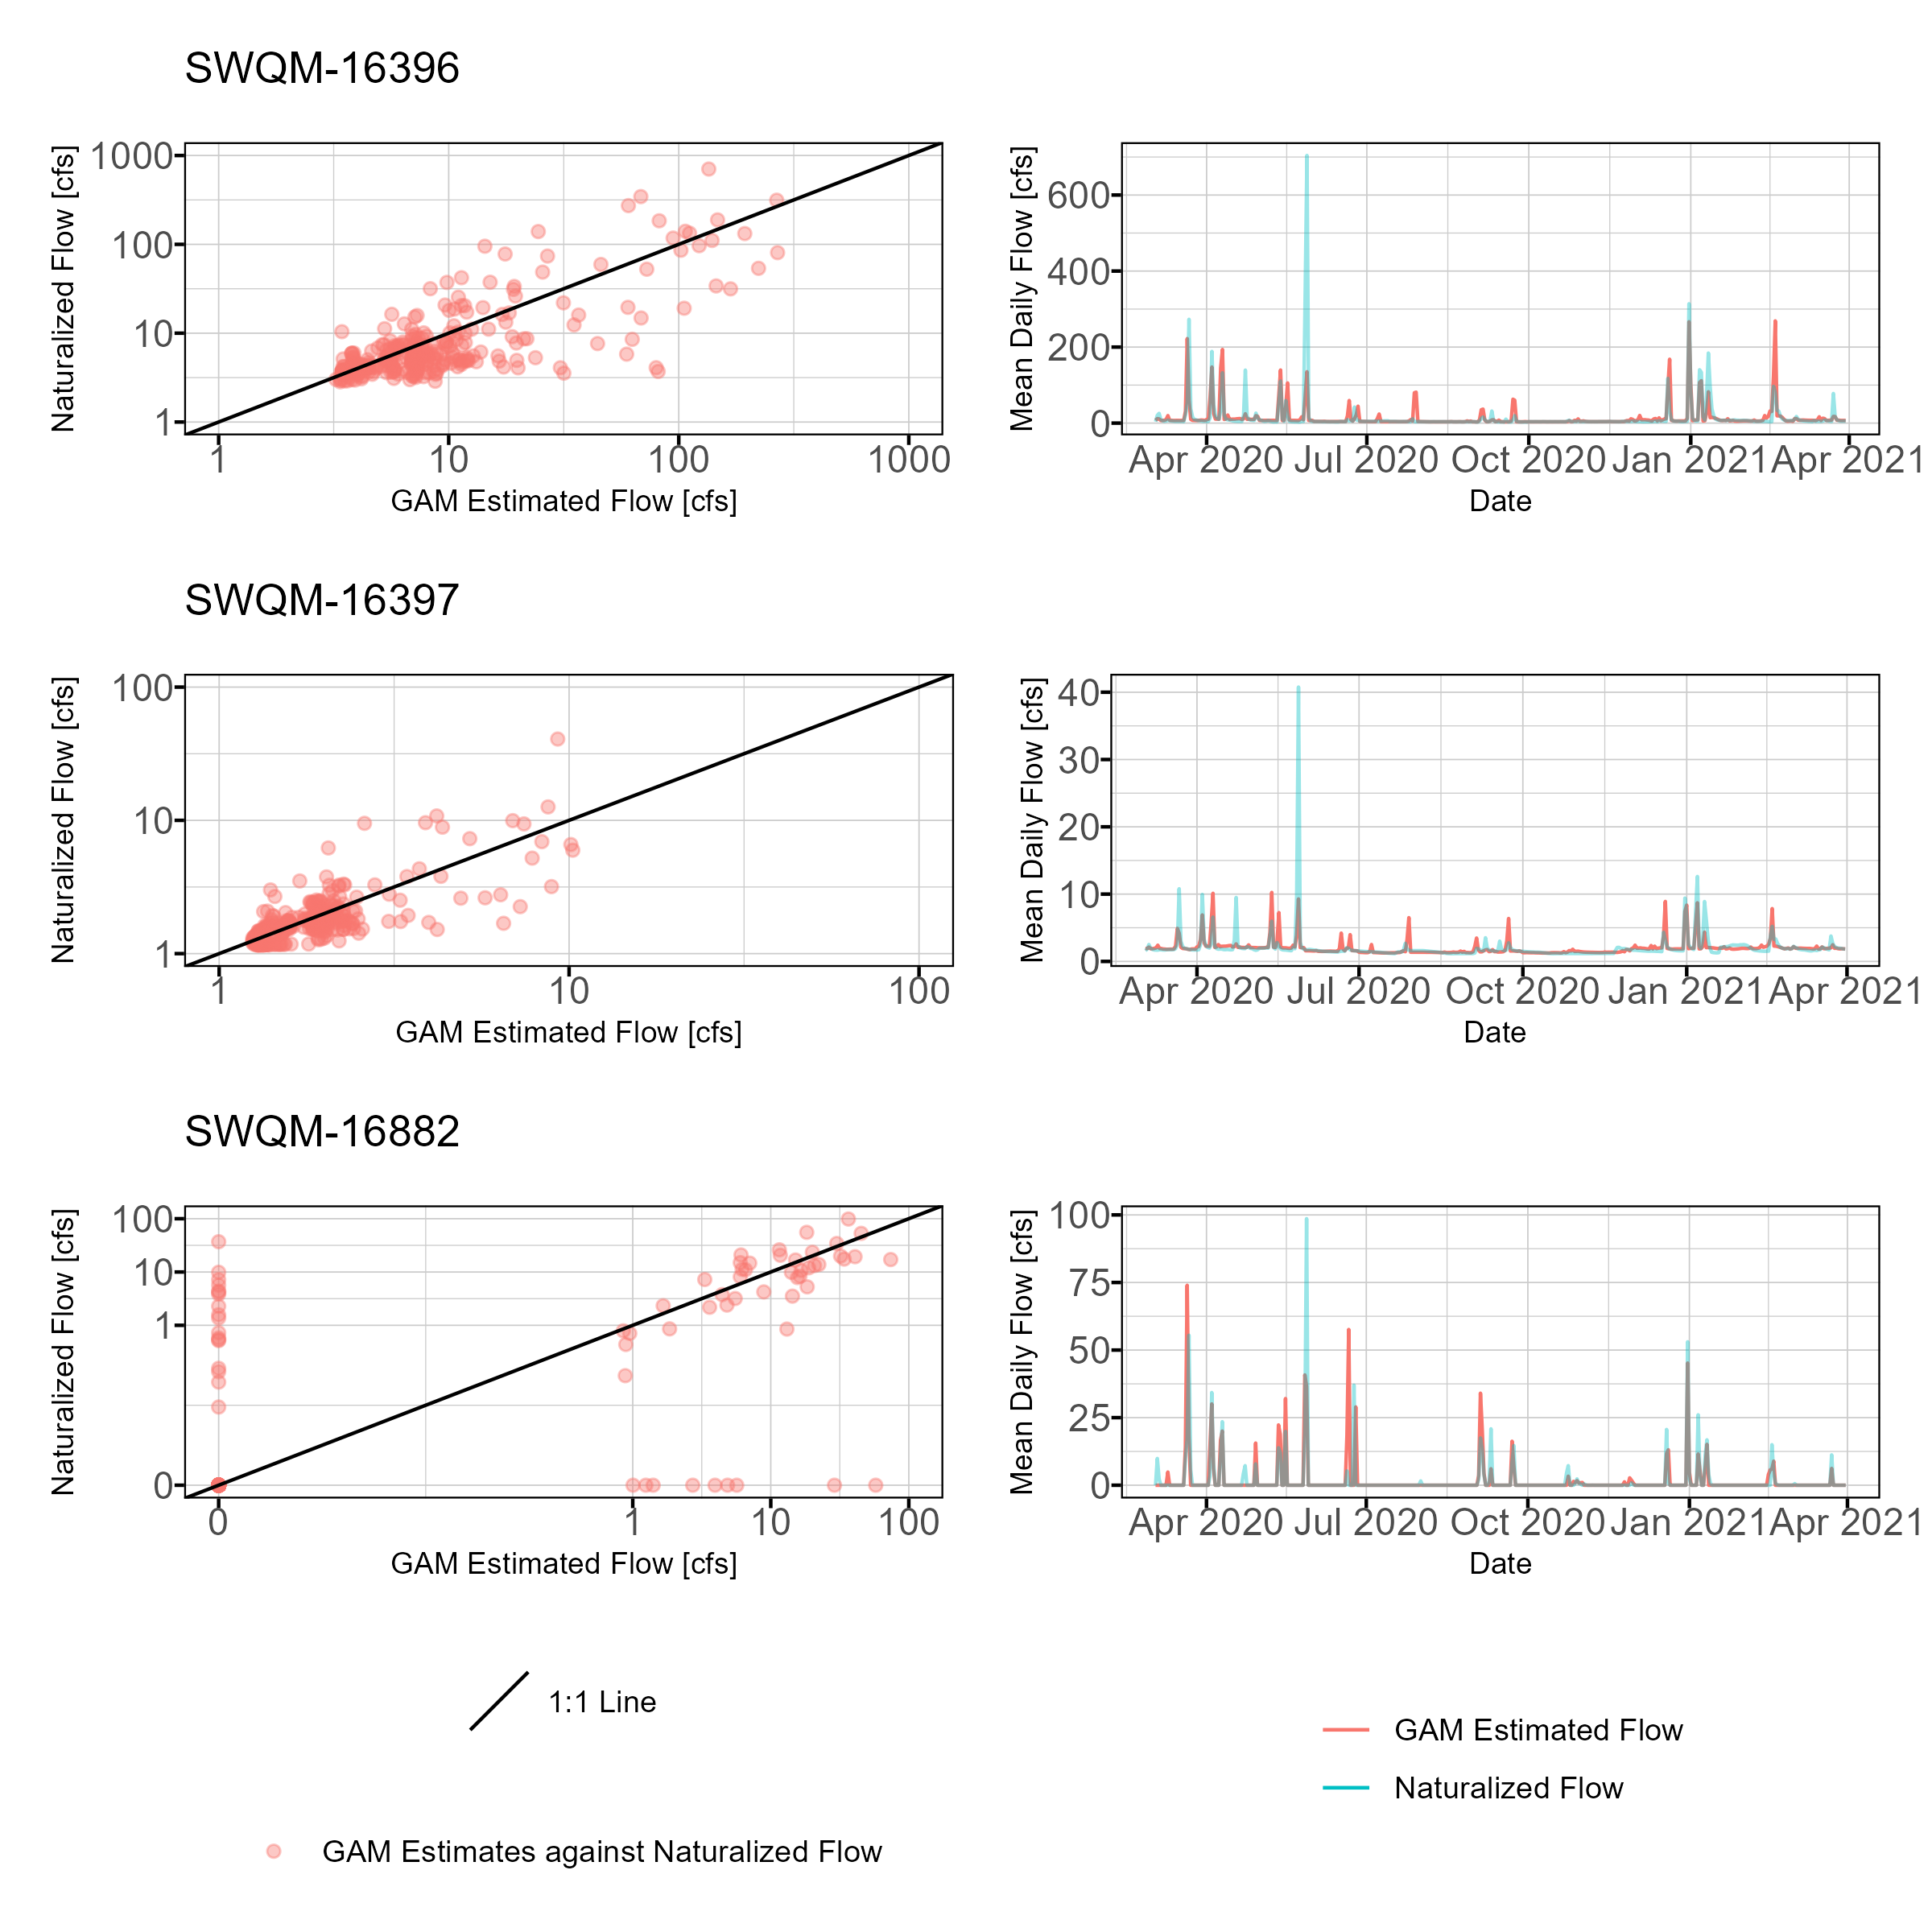 SWQM-16396
Naturalized Flow [cfs]
1000
100
10
1
1 10 100 1000
GAM Estimated Flow [cfs]
Mean Daily Flow [cfs]
600
400
200
0
Apr 2020 Jul 2020 Oct 2020 Jan 2021 Apr 2021
Date
SWQM-16397
Naturalized Flow [cfs]
100
10
1
1 10 100
GAM Estimated Flow [cfs]
Mean Daily Flow [cfs]
40
30
20
10
0
Apr 2020 Jul 2020 Oct 2020 Jan 2021 Apr 2021
Date
SWQM-16882
Naturalized Flow [cfs]
100
10
1
0
0 1 10 100
GAM Estimated Flow [cfs]
Mean Daily Flow [cfs]
100
75
50
25
0
Apr 2020 Jul 2020 Oct 2020 Jan 2021 Apr 2021
Date
1:1 Line
GAM Estimates against Naturalized Flow
GAM Estimated Flow
Naturalized Flow